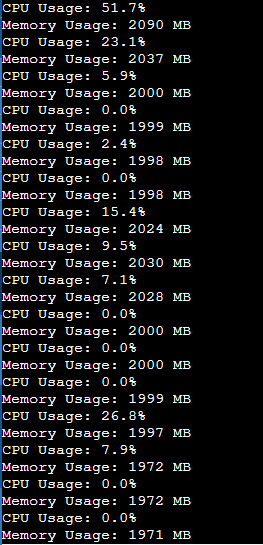 CPU Usage: 51.7%
Memory Usage: 2090 MB
CPU Usage: 23.1%
Memory Usage: 2037 MB
CPU Usage: 5.9%
Memory Usage: 2000 MB
CPU Usage: 0.0%
Memory Usage: 1999 MB
CPU Usage: 2.4%
Memory Usage: 1998 MB
CPU Usage: 0.0%
Memory Usage: 1998 MB
CPU Usage: 15.4%
Memory Usage: 2024 MB
CPU Usage: 9.5%
Memory Usage: 2030 MB
CPU Usage: 7.1%
Memory Usage: 2028 MB
CPU Usage: 0.0%
Memory Usage: 2000 MB
CPU Usage: 0.0%
Memory Usage: 2000 MB
CPU Usage: 0.0%
Memory Usage: 1999 MB
CPU Usage: 26.8%
Memory Usage: 1997 MB
CPU Usage: 7.9%
Memory Usage: 1972 MB
CPU Usage: 0.0%
Memory Usage: 1972 MB
CPU Usage: 0.0%
Memory Usage: 1971 MB